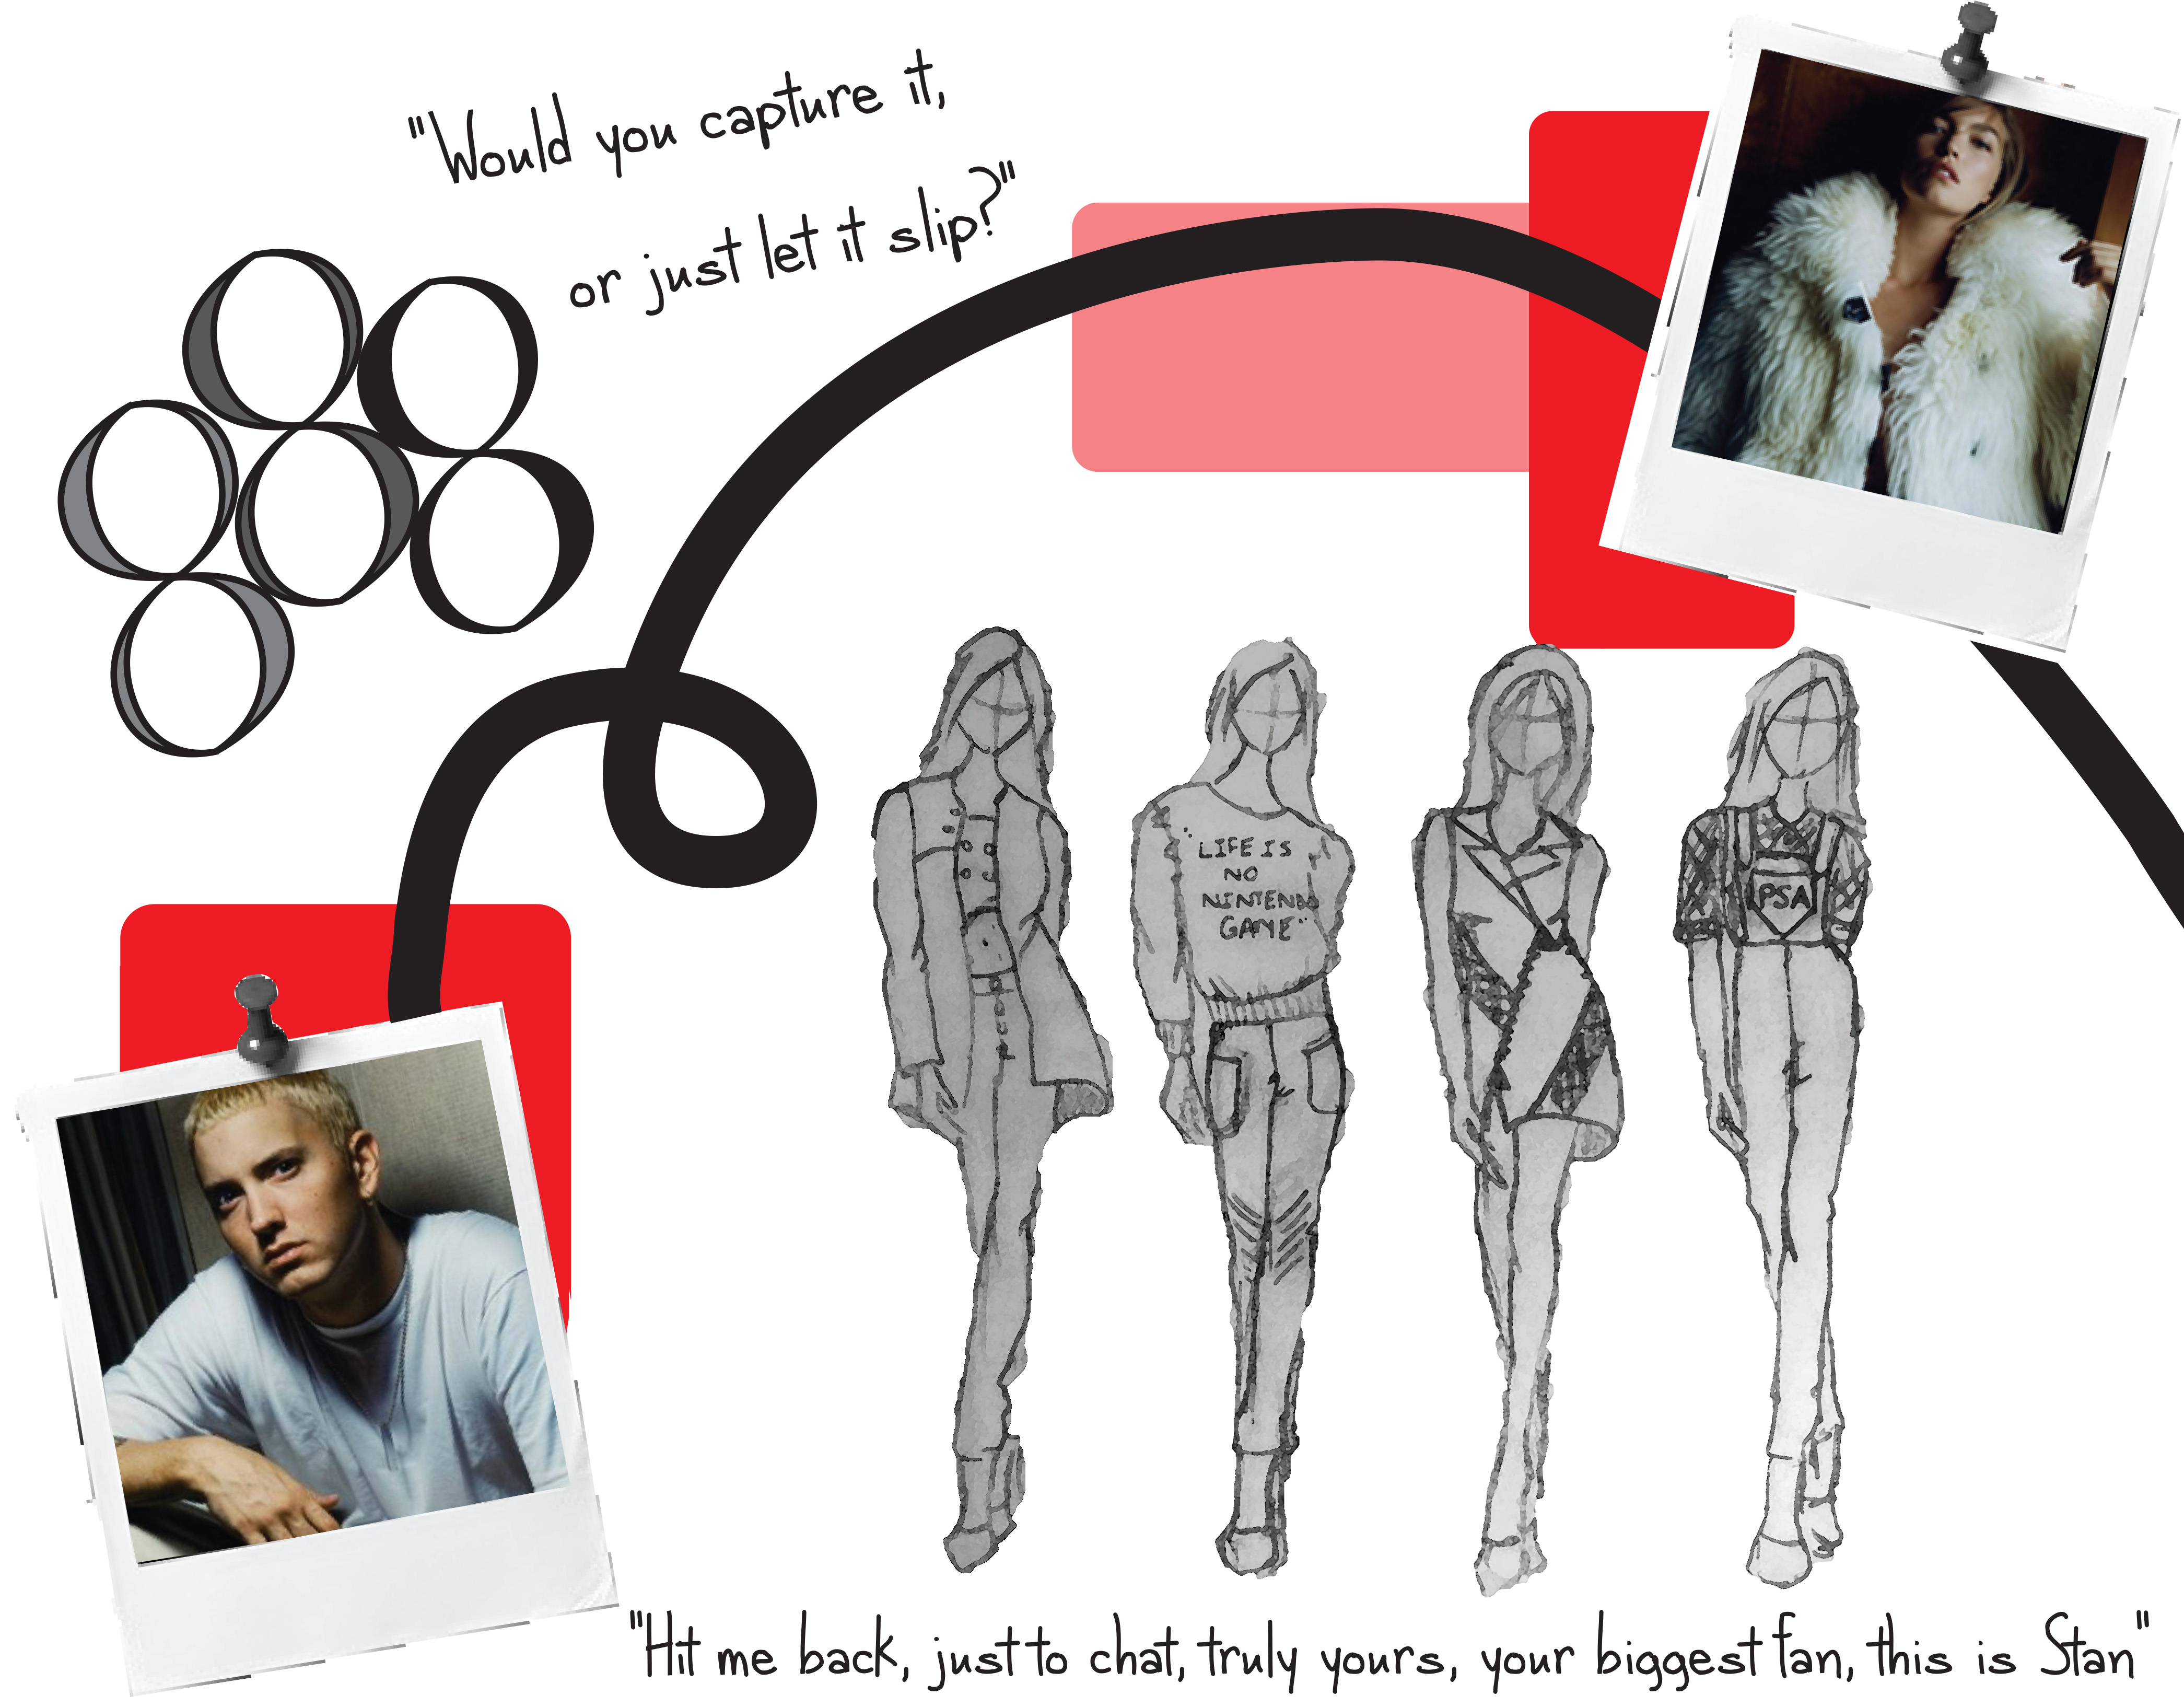 "Would you capture it,
or just let it slip?"
"LIFE IS
NO
NINTENDO
GAME"
PSA
"Hit me back, just to chat, truly yours, your biggest fan, this is Stan"